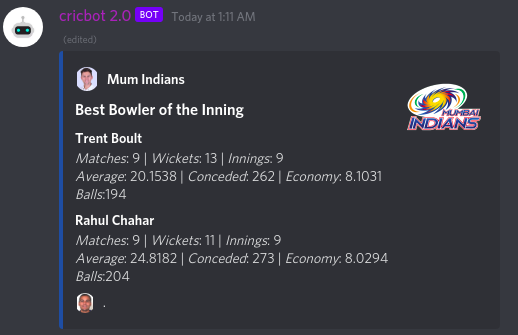 cricbot 2.0 BOT Today at 1:11 AM
(edited)
Mum Indians
Best Bowler of the Inning
MUMBAI
INDIANS
Trent Boult
Matches: 9 | Wickets: 13 | Innings: 9
Average: 20.1538 | Conceded: 262 | Economy: 8.1031
Balls:194
Rahul Chahar
Matches: 9 | Wickets: 11 | Innings: 9
Average: 24.8182 | Conceded: 273 | Economy: 8.0294
Balls:204
.